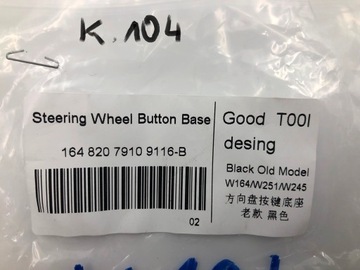 K.104
Steering Wheel Button Base
164 820 7910 9116-B
02
Good T00l
desing
Black Old Model
W164/W251/W245
方向盘按键底座
老款 黑色